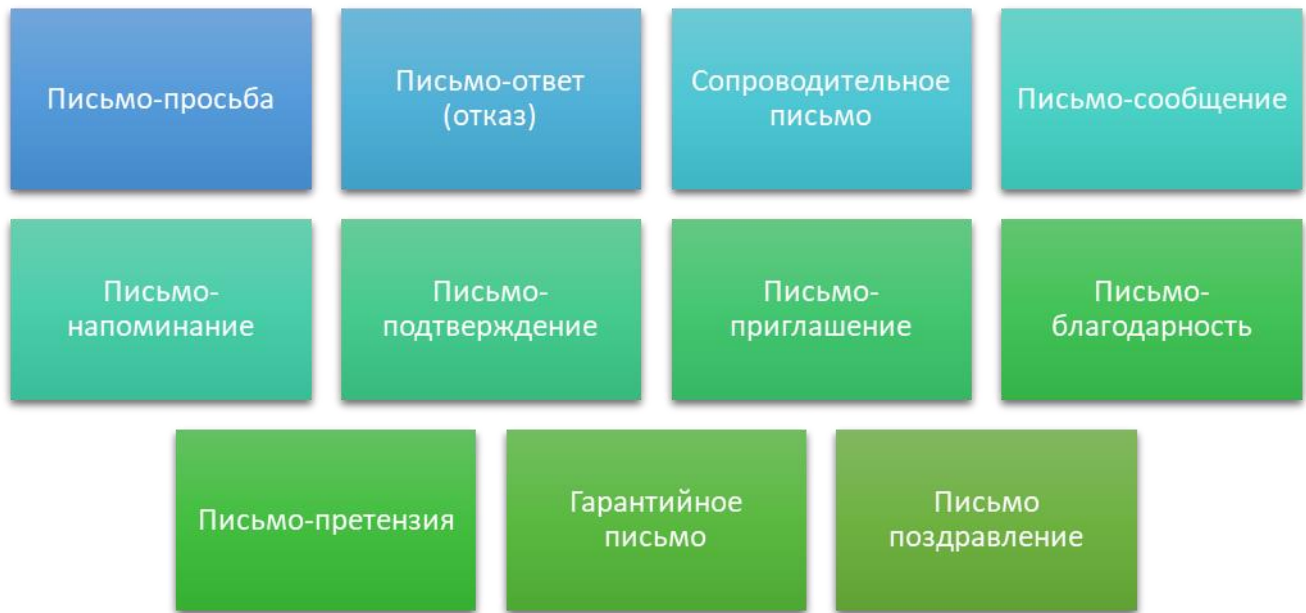 Письмо-просьба
Письмо-ответ
(отказ)
Сопроводительное
письмо
Письмо-сообщение
Письмо-
напоминание
Письмо-
подтверждение
Письмо-
приглашение
Письмо-
благодарность
Письмо-претензия
Гарантийное
письмо
Письмо
поздравление